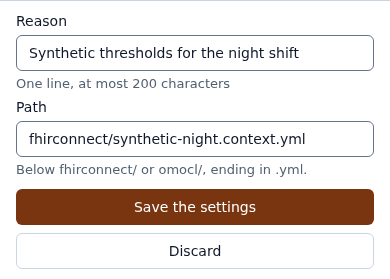 Reason
Synthetic thresholds for the night shift
One line, at most 200 characters
Path
fhirconnect/synthetic-night.context.yml
Below fhirconnect/ or omocl/, ending in .yml.
Save the settings
Discard